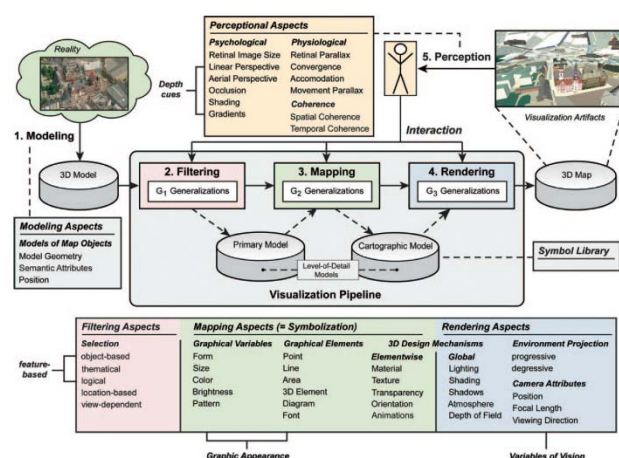 Reality
1. Modeling
3D Model
Modeling Aspects
Models of Map Objects
Model Geometry
Semantic Attributes
Position
Perceptional Aspects
Psychological
Retinal Image Size
Linear Perspective
Aerial Perspective
Occlusion
Shading
Gradients
Physiological
Retinal Parallax
Convergence
Accomodation
Movement Parallax
Coherence
Spatial Coherence
Temporal Coherence
Depth
cues
5. Perception
Interaction
Visualization Artifacts
3D Map
2. Filtering
G1 Generalizations
3. Mapping
G2 Generalizations
4. Rendering
G3 Generalizations
Primary Model
Cartographic Model
Level-of-Detail
Models
Visualization Pipeline
Symbol Library
Filtering Aspects
Selection
object-based
thematical
logical
location-based
view-dependent
feature-
based
Mapping Aspects (= Symbolization)
Graphical Variables
Form
Size
Color
Brightness
Pattern
Graphical Elements
Point
Line
Area
3D Element
Diagram
Font
3D Design Mechanisms
Elementwise
Material
Texture
Transparency
Orientation
Animations
Rendering Aspects
Global
Lighting
Shading
Shadows
Atmosphere
Depth of Field
Environment Projection
progressive
degressive
Camera Attributes
Position
Focal Length
Viewing Direction
Graphic Appearance
Variables of Vision